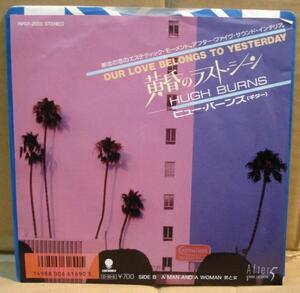 STEREO
都会の恋のエステティック・モーメント、アフター・ファイヴ・サウンド・インテリア。
OUR LOVE BELONGS TO YESTERDAY
黄昏のラスト・シーン
HUGH BURNS
ヒュー・バーンズ(ギター)
¥700
SIDE B A MAN AND A WOMAN 男と女
After 5